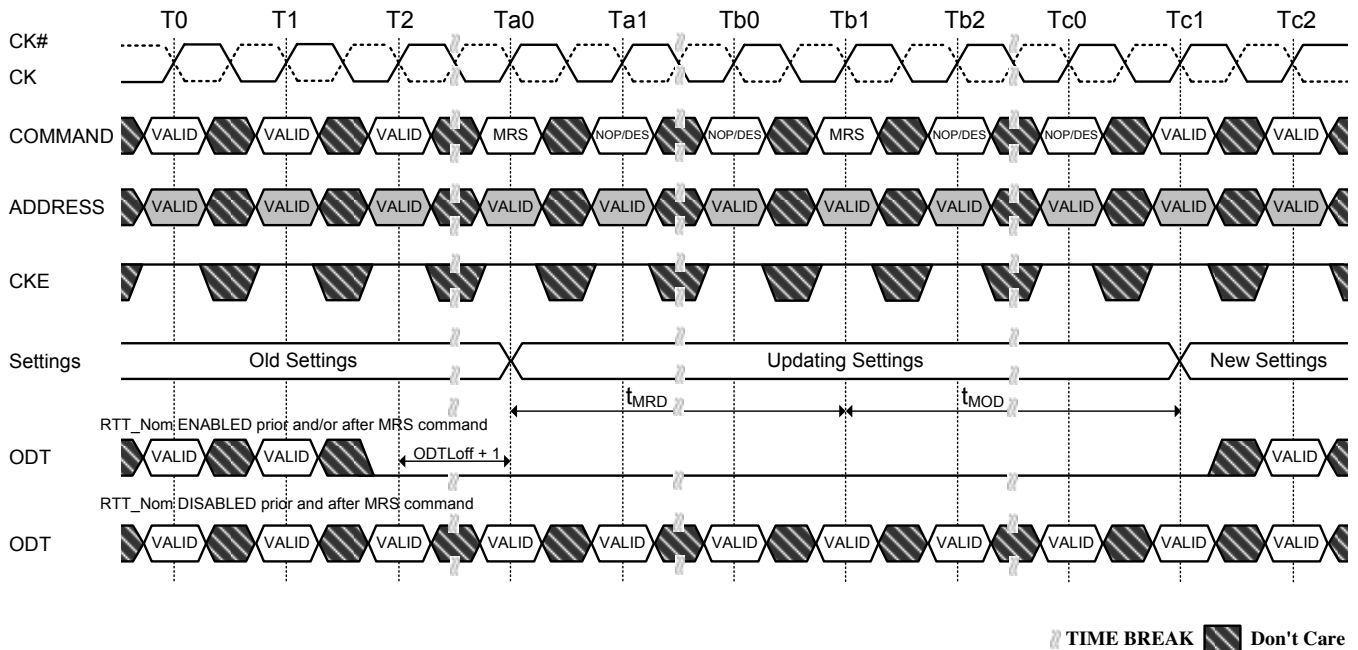 T0 T1 T2 Ta0 Ta1 Tb0 Tb1 Tb2 Tc0 Tc1 Tc2
CK#
CK
COMMAND VALID VALID VALID MRS NOP/DES NOP/DES MRS NOP/DES NOP/DES VALID VALID
ADDRESS VALID VALID VALID VALID VALID VALID VALID VALID VALID VALID VALID
CKE
Settings Old Settings Updating Settings New Settings
tMRD tMOD
RTT_Nom ENABLED prior and/or after MRS command
ODT VALID VALID ODTLoff + 1 VALID
RTT_Nom DISABLED prior and after MRS command
ODT VALID VALID VALID VALID VALID VALID VALID VALID VALID VALID VALID
TIME BREAK Don't Care